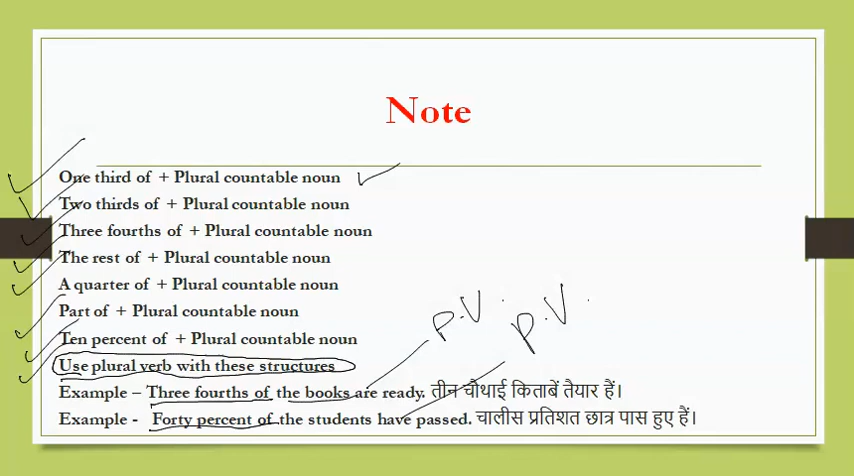 Note
One third of + Plural countable noun
Two thirds of + Plural countable noun
Three fourths of + Plural countable noun
The rest of + Plural countable noun
A quarter of + Plural countable noun
Part of + Plural countable noun
P.V.
P.V.
Ten percent of + Plural countable noun
Use plural verb with these structures
Example – Three fourths of the books are ready. तीन चौथाई किताबें तैयार हैं।
Example - Forty percent of the students have passed. चालीस प्रतिशत छात्र पास हुए हैं।